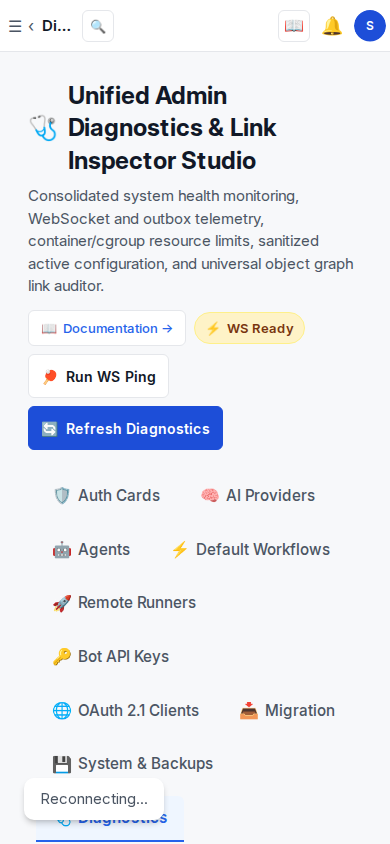 Di...
S
Unified Admin
Diagnostics & Link
Inspector Studio
Consolidated system health monitoring,
WebSocket and outbox telemetry,
container/cgroup resource limits, sanitized
active configuration, and universal object graph
link auditor.
Documentation →
WS Ready
Run WS Ping
Refresh Diagnostics
Auth Cards
AI Providers
Agents
Default Workflows
Remote Runners
Bot API Keys
OAuth 2.1 Clients
Migration
System & Backups
Reconnecting...
Diagnostics